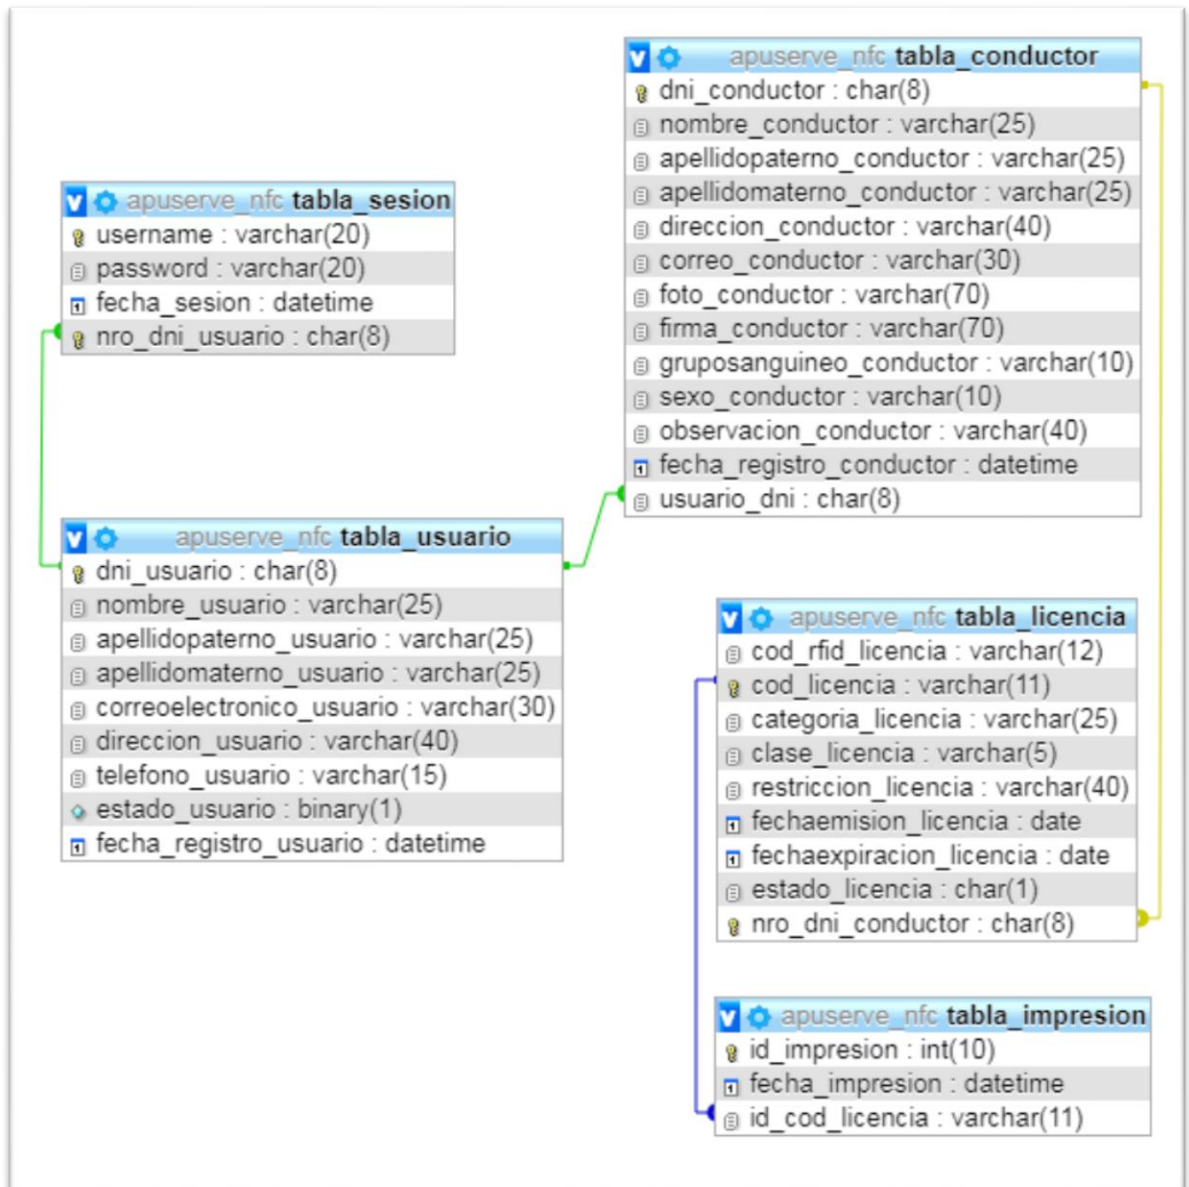 apuserve_nfc tabla_sesion
username : varchar(20)
password : varchar(20)
fecha_sesion : datetime
nro_dni_usuario : char(8)
apuserve_nfc tabla_usuario
dni_usuario : char(8)
nombre_usuario : varchar(25)
apellidopaterno_usuario : varchar(25)
apellidomaterno_usuario : varchar(25)
correoelectronico_usuario : varchar(30)
direccion_usuario : varchar(40)
telefono_usuario : varchar(15)
estado_usuario : binary(1)
fecha_registro_usuario : datetime
apuserve_nfc tabla_conductor
dni_conductor : char(8)
nombre_conductor : varchar(25)
apellidopaterno_conductor : varchar(25)
apellidomaterno_conductor : varchar(25)
direccion_conductor : varchar(40)
correo_conductor : varchar(30)
foto_conductor : varchar(70)
firma_conductor : varchar(70)
gruposanguineo_conductor : varchar(10)
sexo_conductor : varchar(10)
observacion_conductor : varchar(40)
fecha_registro_conductor : datetime
usuario_dni : char(8)
apuserve_nfc tabla_licencia
cod_rfid_licencia : varchar(12)
cod_licencia : varchar(11)
categoria_licencia : varchar(25)
clase_licencia : varchar(5)
restriccion_licencia : varchar(40)
fechaemision_licencia : date
fechaexpiracion_licencia : date
estado_licencia : char(1)
nro_dni_conductor : char(8)
apuserve_nfc tabla_impresion
id_impresion : int(10)
fecha_impresion : datetime
id_cod_licencia : varchar(11)